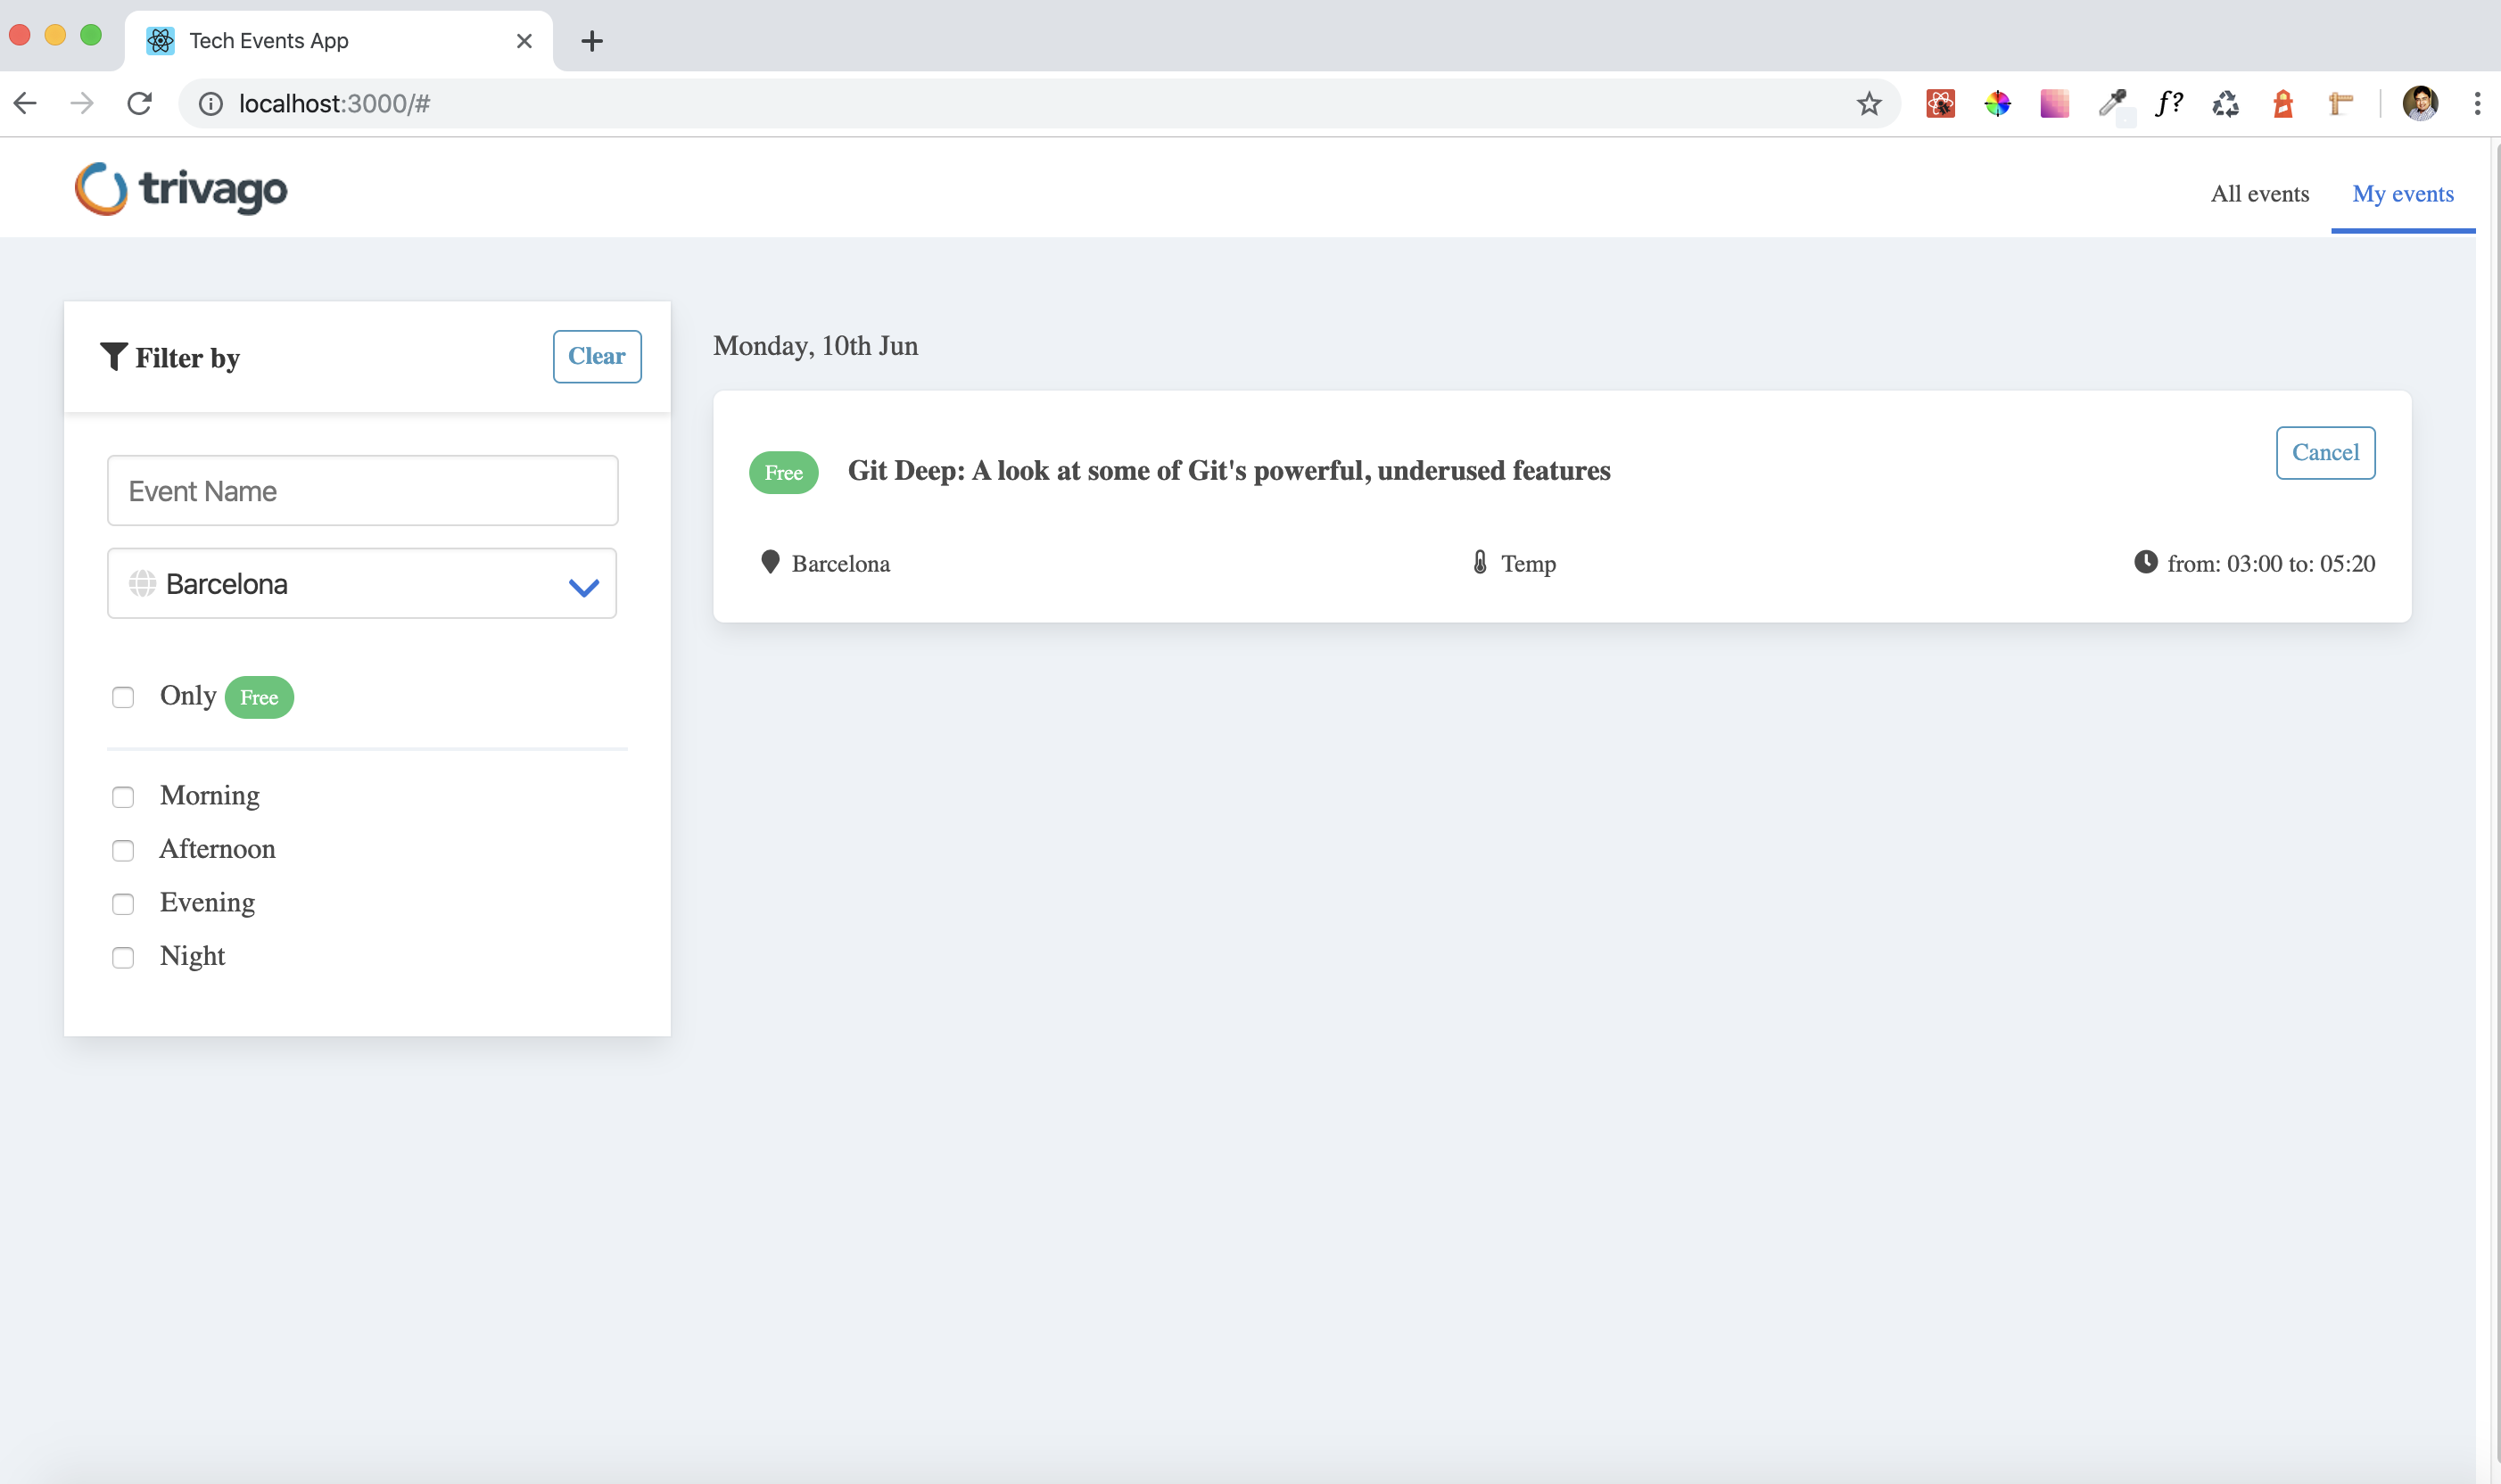 Tech Events App
localhost:3000/#
f?
trivago
All events
My events
Filter by
Clear
Event Name
Barcelona
Only Free
Morning
Afternoon
Evening
Night
Monday, 10th Jun
Free Git Deep: A look at some of Git's powerful, underused features
Cancel
Barcelona
Temp
from: 03:00 to: 05:20